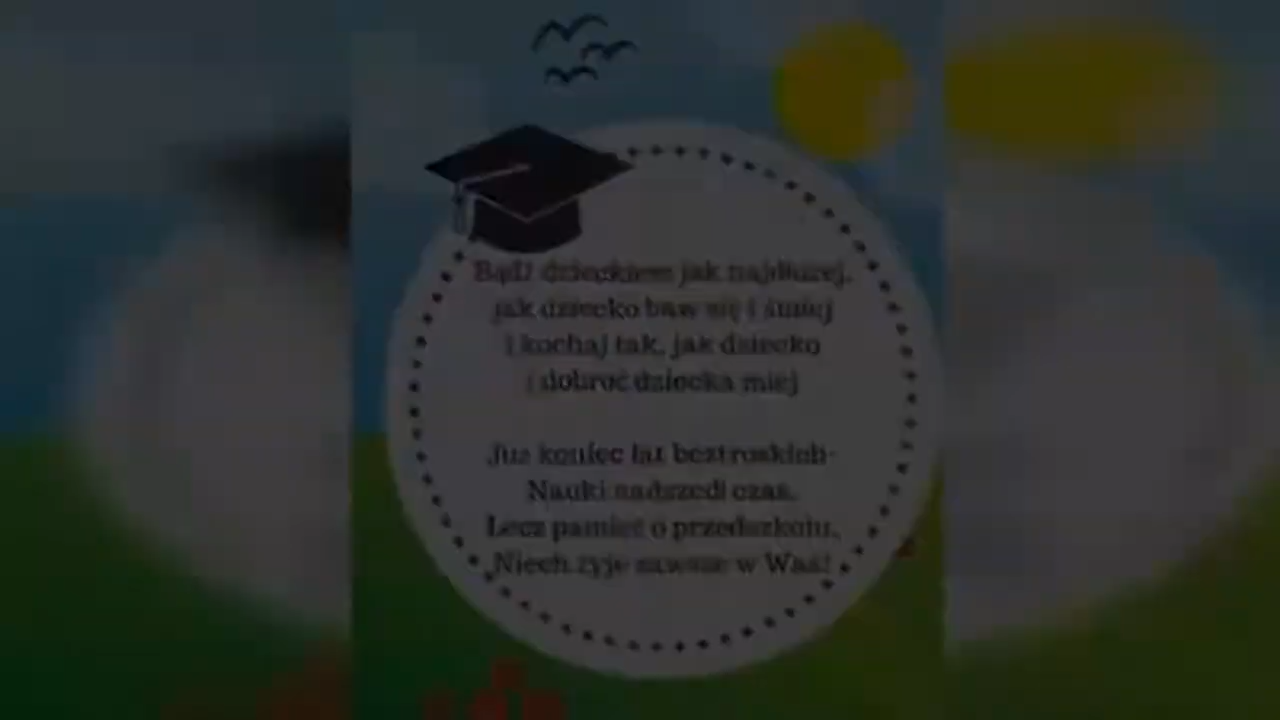 Bądź dzieckiem jak najdłużej,
jak dziecko baw się i śmiej
i kochaj tak, jak dziecko
i dobroć dziecka miej
Już koniec lat beztroskich-
Nauki nadszedł czas.
Lecz pamięć o przedszkolu,
Niech żyje zawsze w Was!